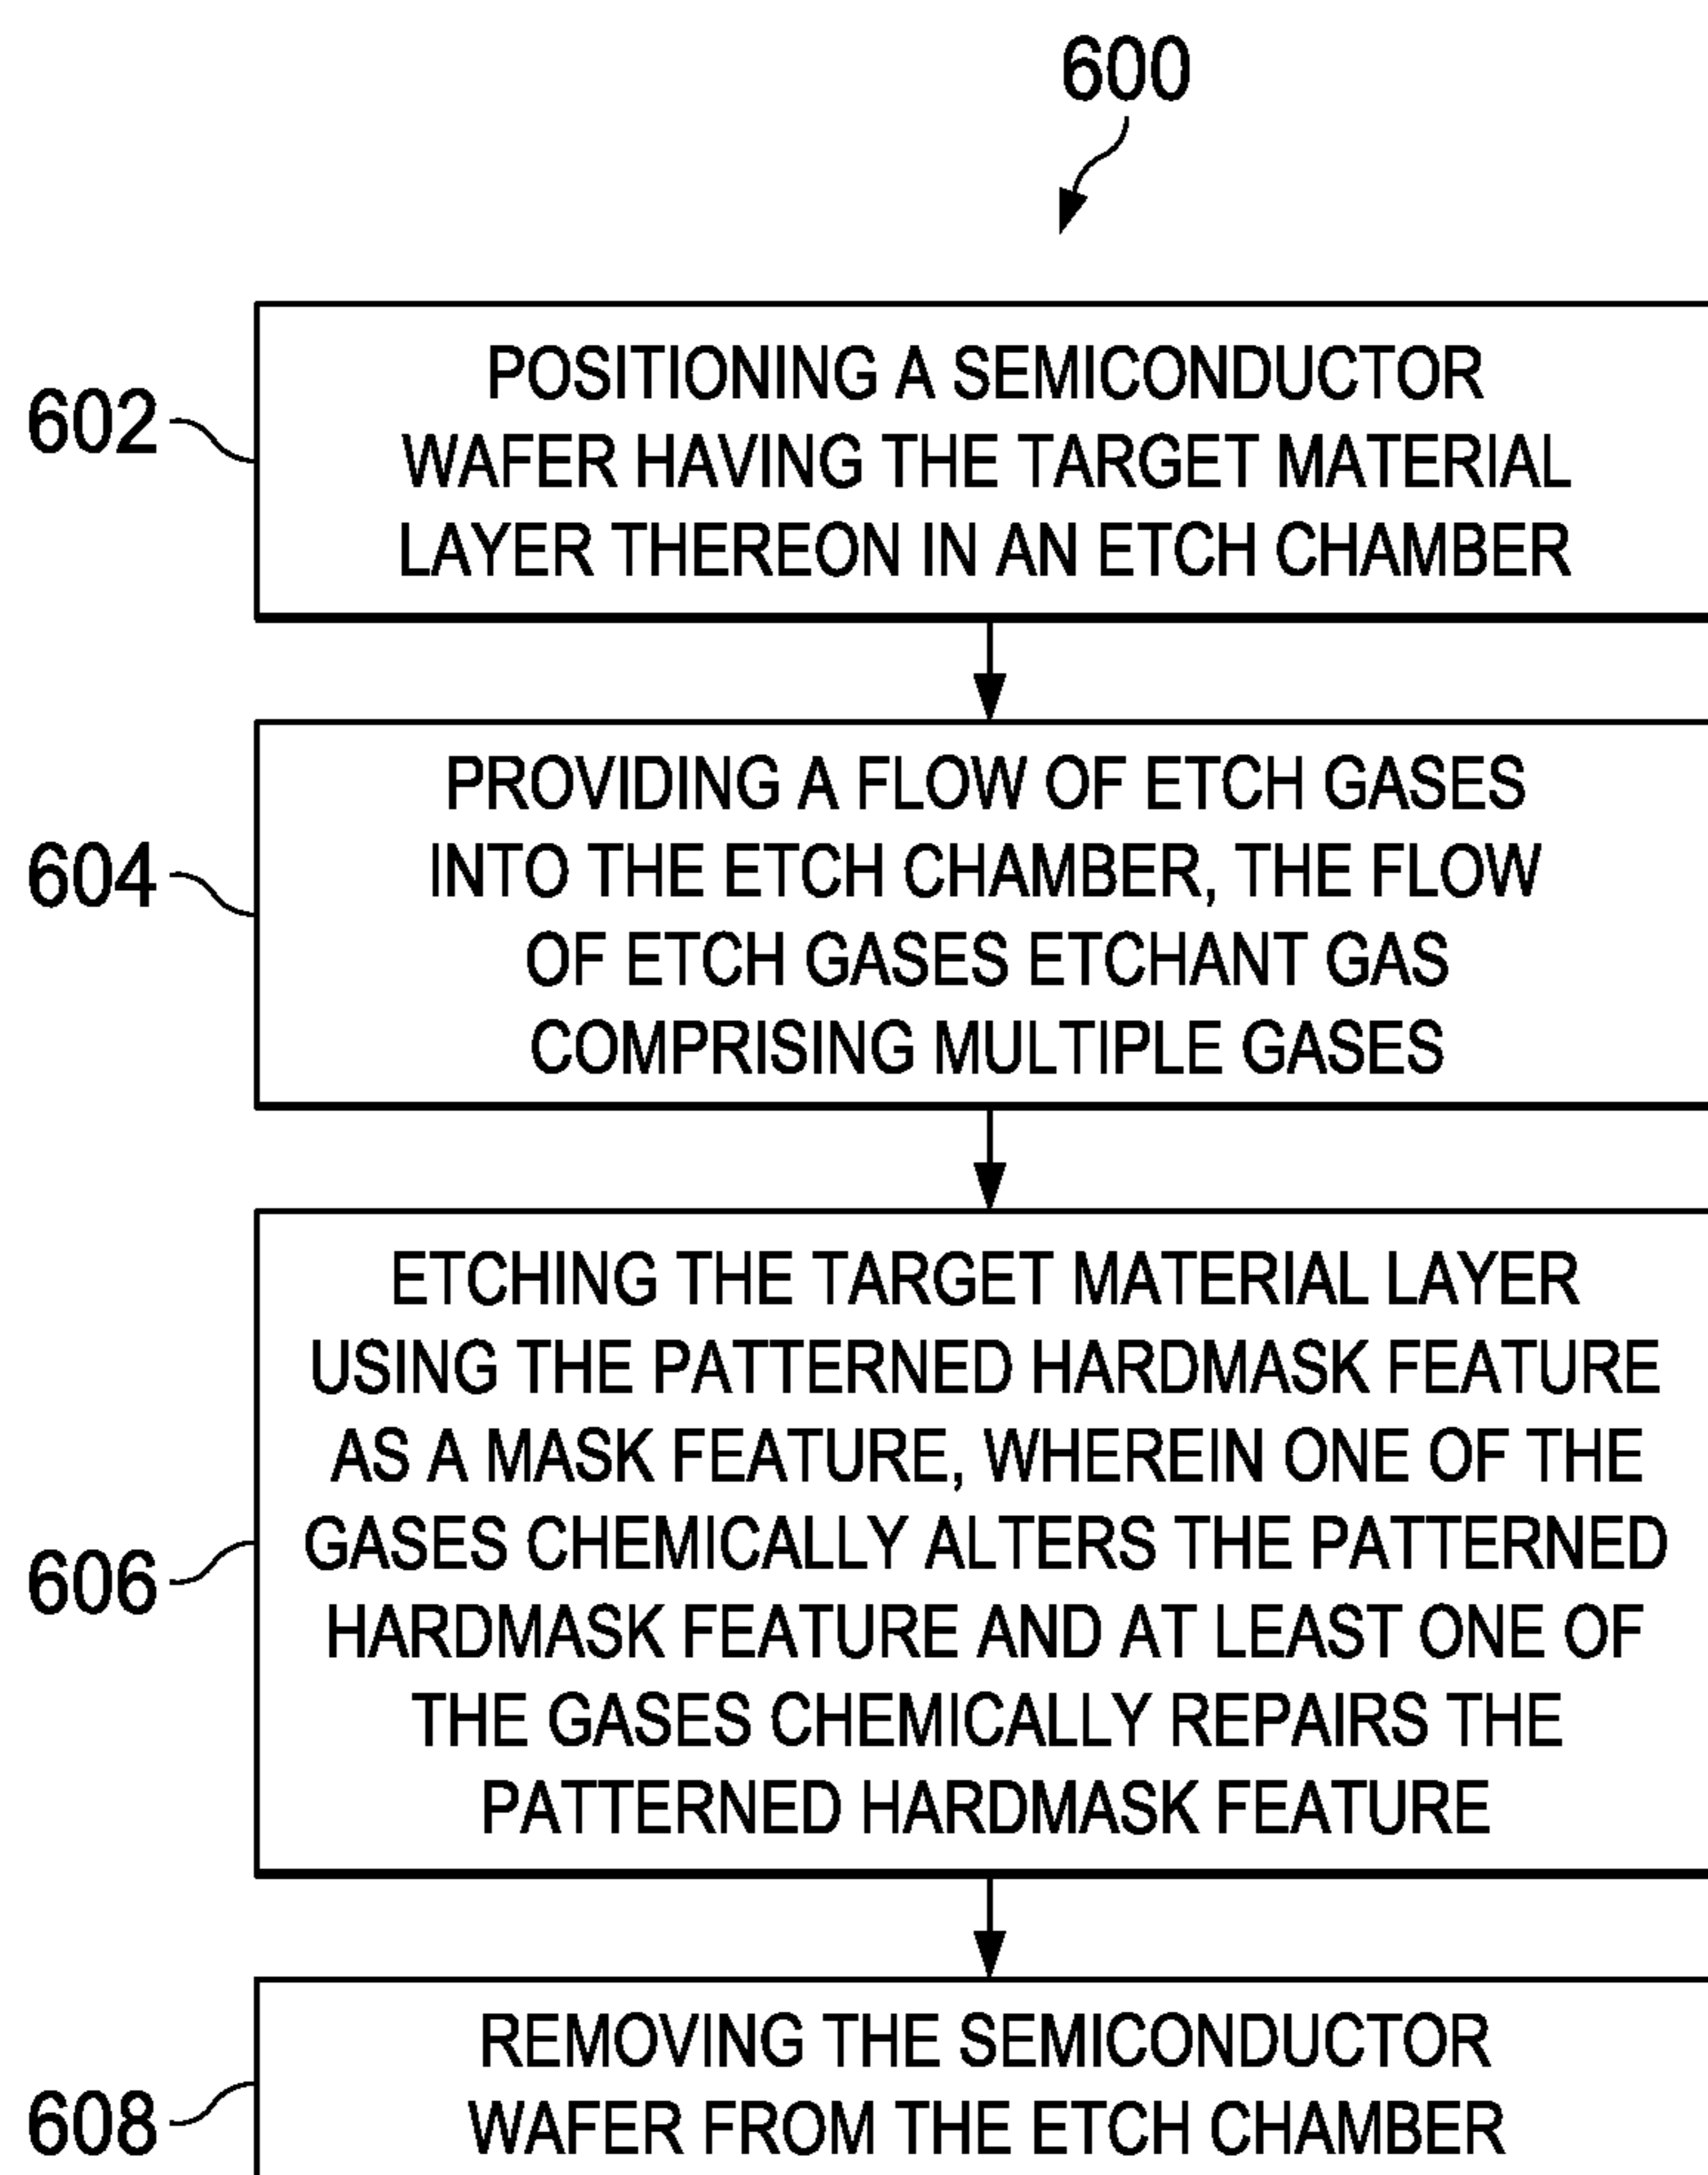 600
602
POSITIONING A SEMICONDUCTOR
WAFER HAVING THE TARGET MATERIAL
LAYER THEREON IN AN ETCH CHAMBER
604
PROVIDING A FLOW OF ETCH GASES
INTO THE ETCH CHAMBER, THE FLOW
OF ETCH GASES ETCHANT GAS
COMPRISING MULTIPLE GASES
606
ETCHING THE TARGET MATERIAL LAYER
USING THE PATTERNED HARDMASK FEATURE
AS A MASK FEATURE, WHEREIN ONE OF THE
GASES CHEMICALLY ALTERS THE PATTERNED
HARDMASK FEATURE AND AT LEAST ONE OF
THE GASES CHEMICALLY REPAIRS THE
PATTERNED HARDMASK FEATURE
608
REMOVING THE SEMICONDUCTOR
WAFER FROM THE ETCH CHAMBER